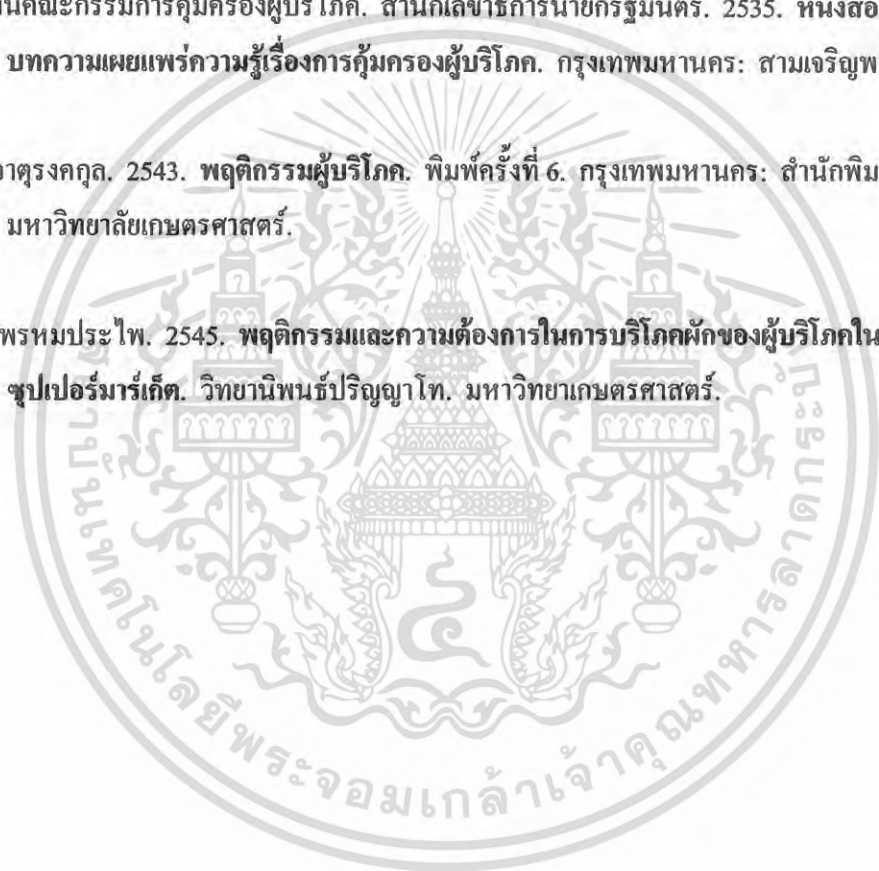 นคณะกรรมการคุ้มครองผู้บริโภค. สำนักเลขาธิการนายกรัฐมนตรี. 2535. หนังสือ
บทความเผยแพร่ความรู้เรื่องการคุ้มครองผู้บริโภค. กรุงเทพมหานคร: สามเจริญพ
จาตุรงคกุล. 2543. พฤติกรรมผู้บริโภค. พิมพ์ครั้งที่ 6. กรุงเทพมหานคร: สำนักพิม
มหาวิทยาลัยเกษตรศาสตร์.
พรหมประไพ. 2545. พฤติกรรมและความต้องการในการบริโภคผักของผู้บริโภคใน
ซุปเปอร์มาร์เก็ต. วิทยานิพนธ์ปริญญาโท. มหาวิทยาเกษตรศาสตร์.
สถาบันเทคโนโลยีพระจอมเกล้าเจ้าคุณทหารลาดกระบัง